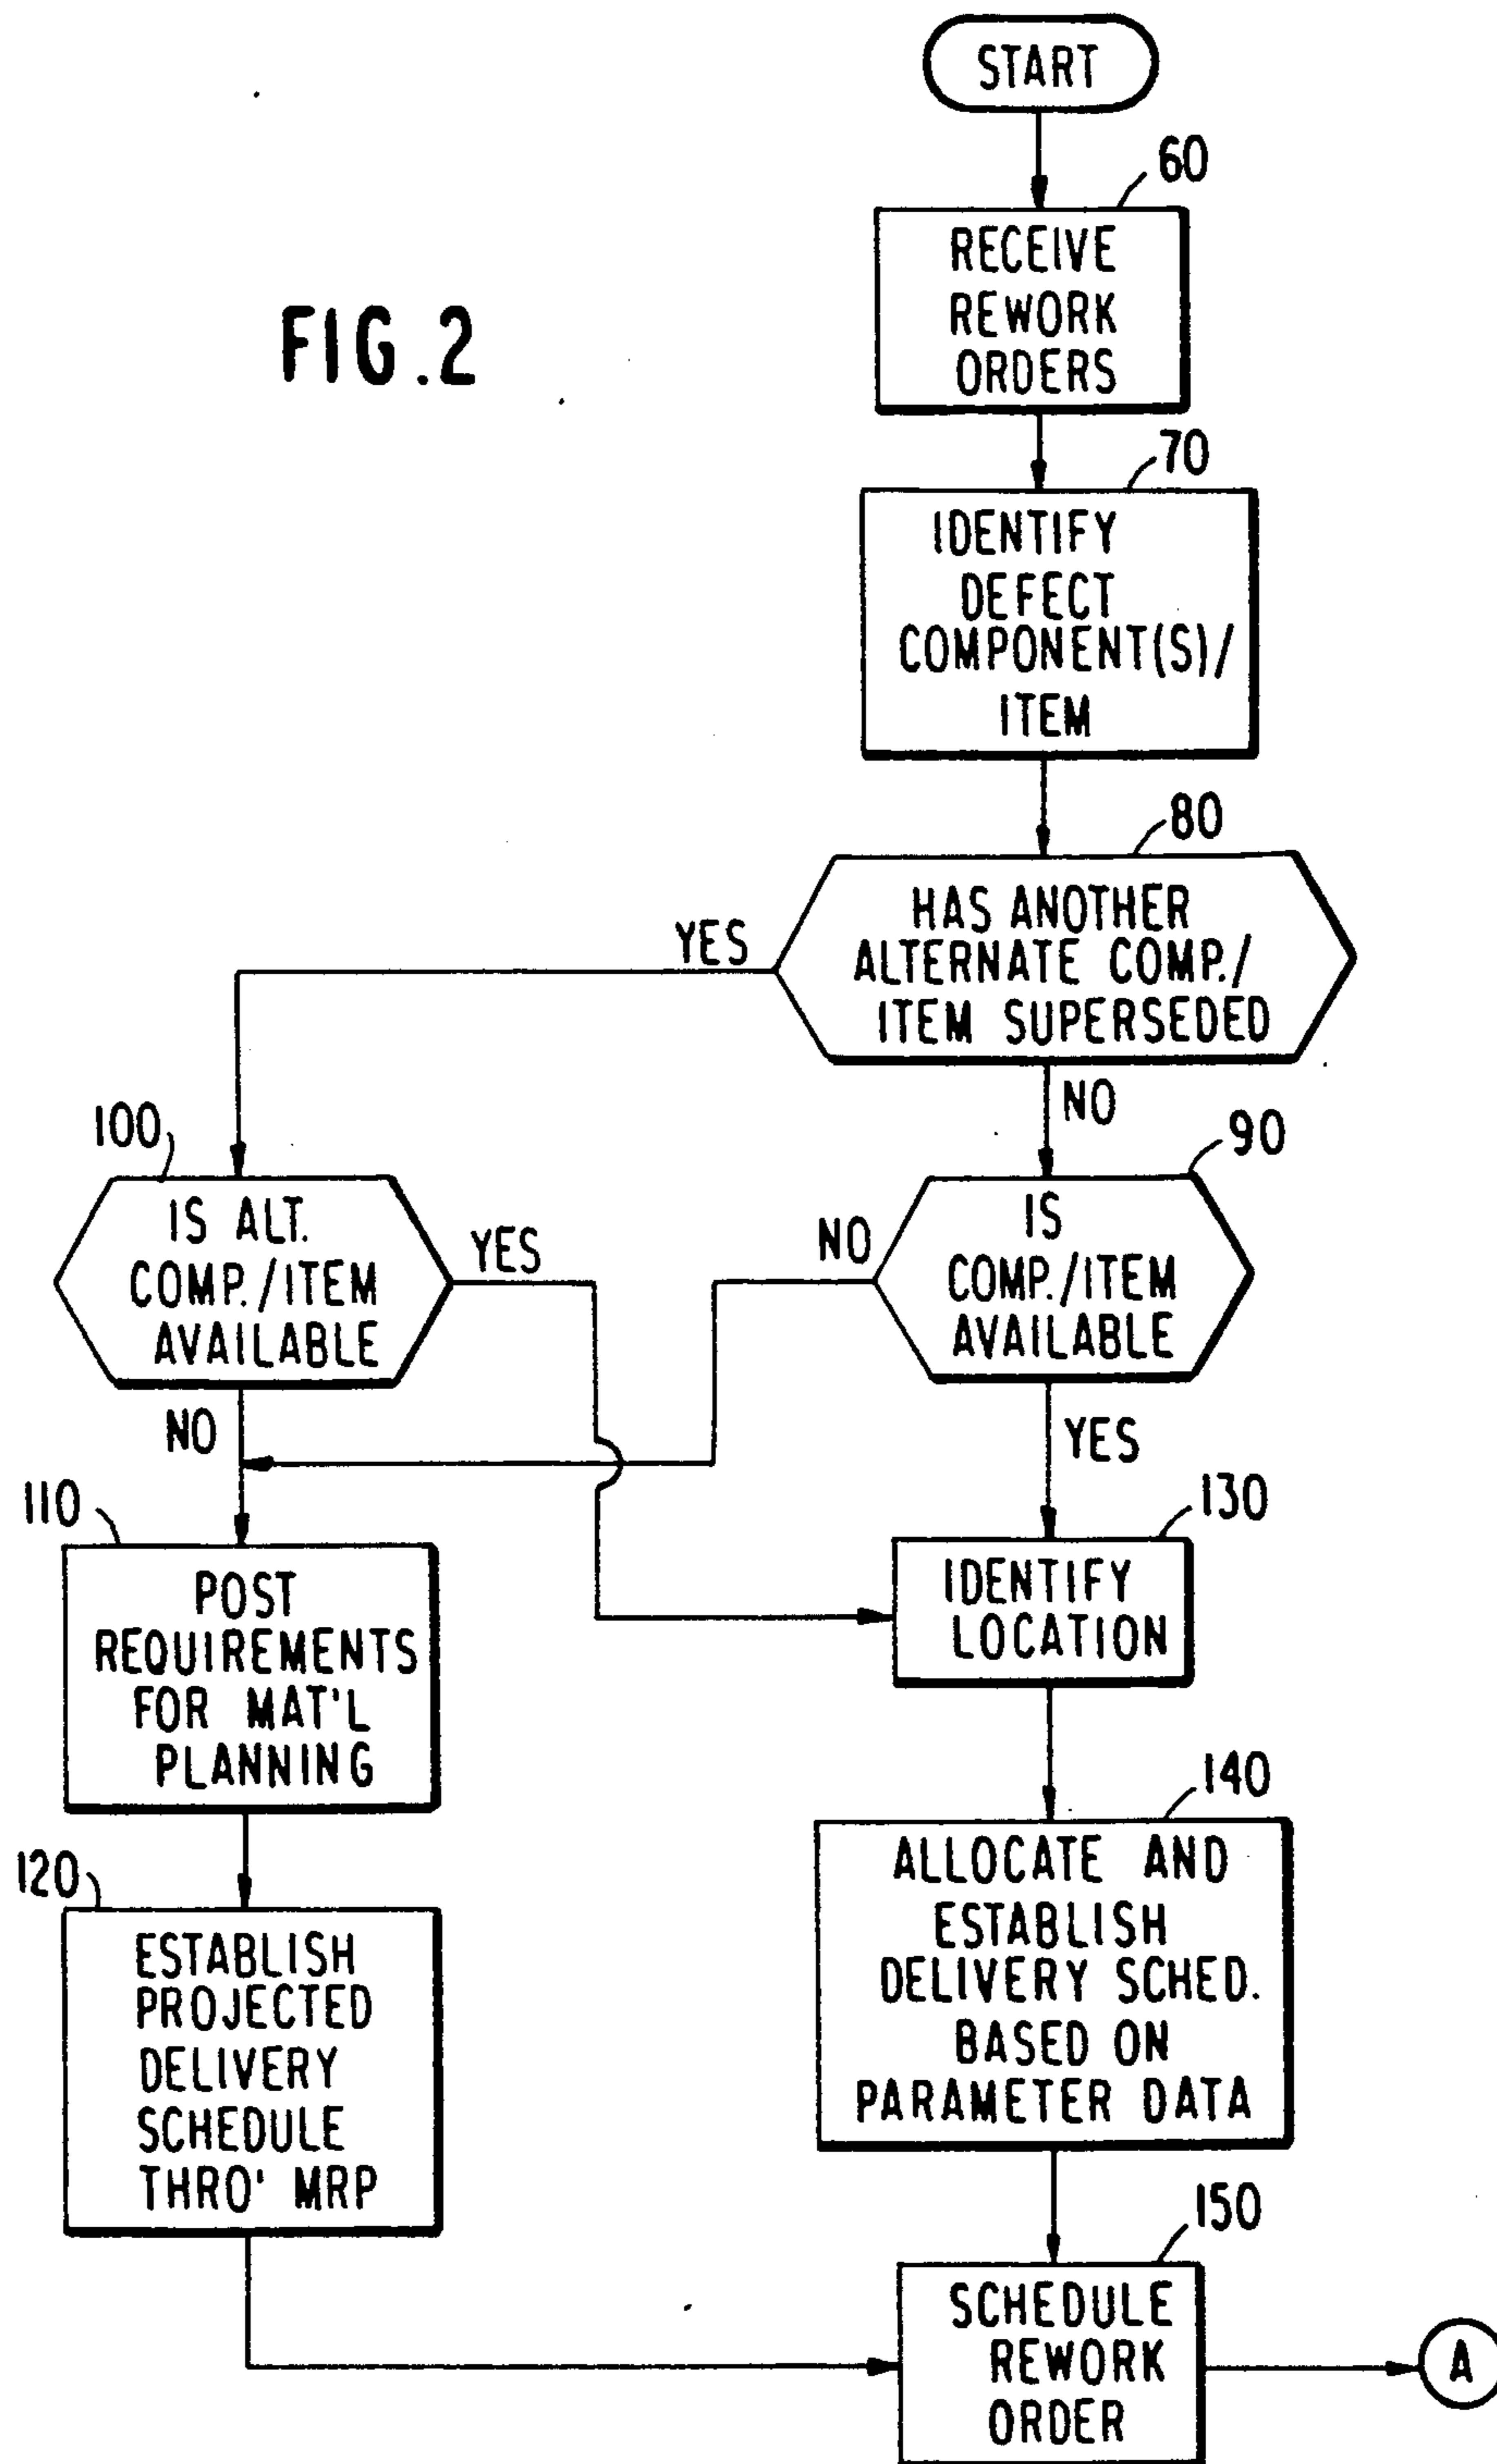 START
60
RECEIVE
REWORK
ORDERS
FIG.2
70
IDENTIFY
DEFECT
COMPONENT(S)/
ITEM
80
HAS ANOTHER
ALTERNATE COMP./
ITEM SUPERSEDED
YES
NO
100
IS ALT.
COMP./ITEM
AVAILABLE
YES
NO
90
IS
COMP./ITEM
AVAILABLE
NO
YES
110
POST
REQUIREMENTS
FOR MAT'L
PLANNING
130
IDENTIFY
LOCATION
120
ESTABLISH
PROJECTED
DELIVERY
SCHEDULE
THRO' MRP
140
ALLOCATE AND
ESTABLISH
DELIVERY SCHED.
BASED ON
PARAMETER DATA
150
SCHEDULE
REWORK
ORDER
A